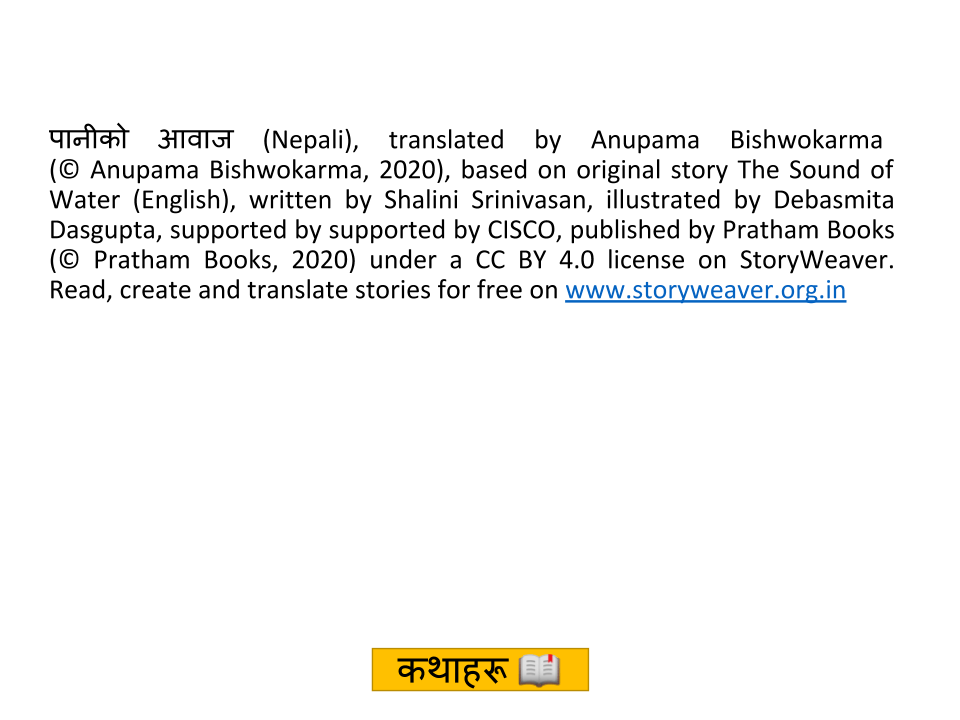 पानीको आवाज (Nepali), translated by Anupama Bishwokarma
(© Anupama Bishwokarma, 2020), based on original story The Sound of
Water (English), written by Shalini Srinivasan, illustrated by Debasmita
Dasgupta, supported by supported by CISCO, published by Pratham Books
(© Pratham Books, 2020) under a CC BY 4.0 license on StoryWeaver.
Read, create and translate stories for free on www.storyweaver.org.in
कथाहरू